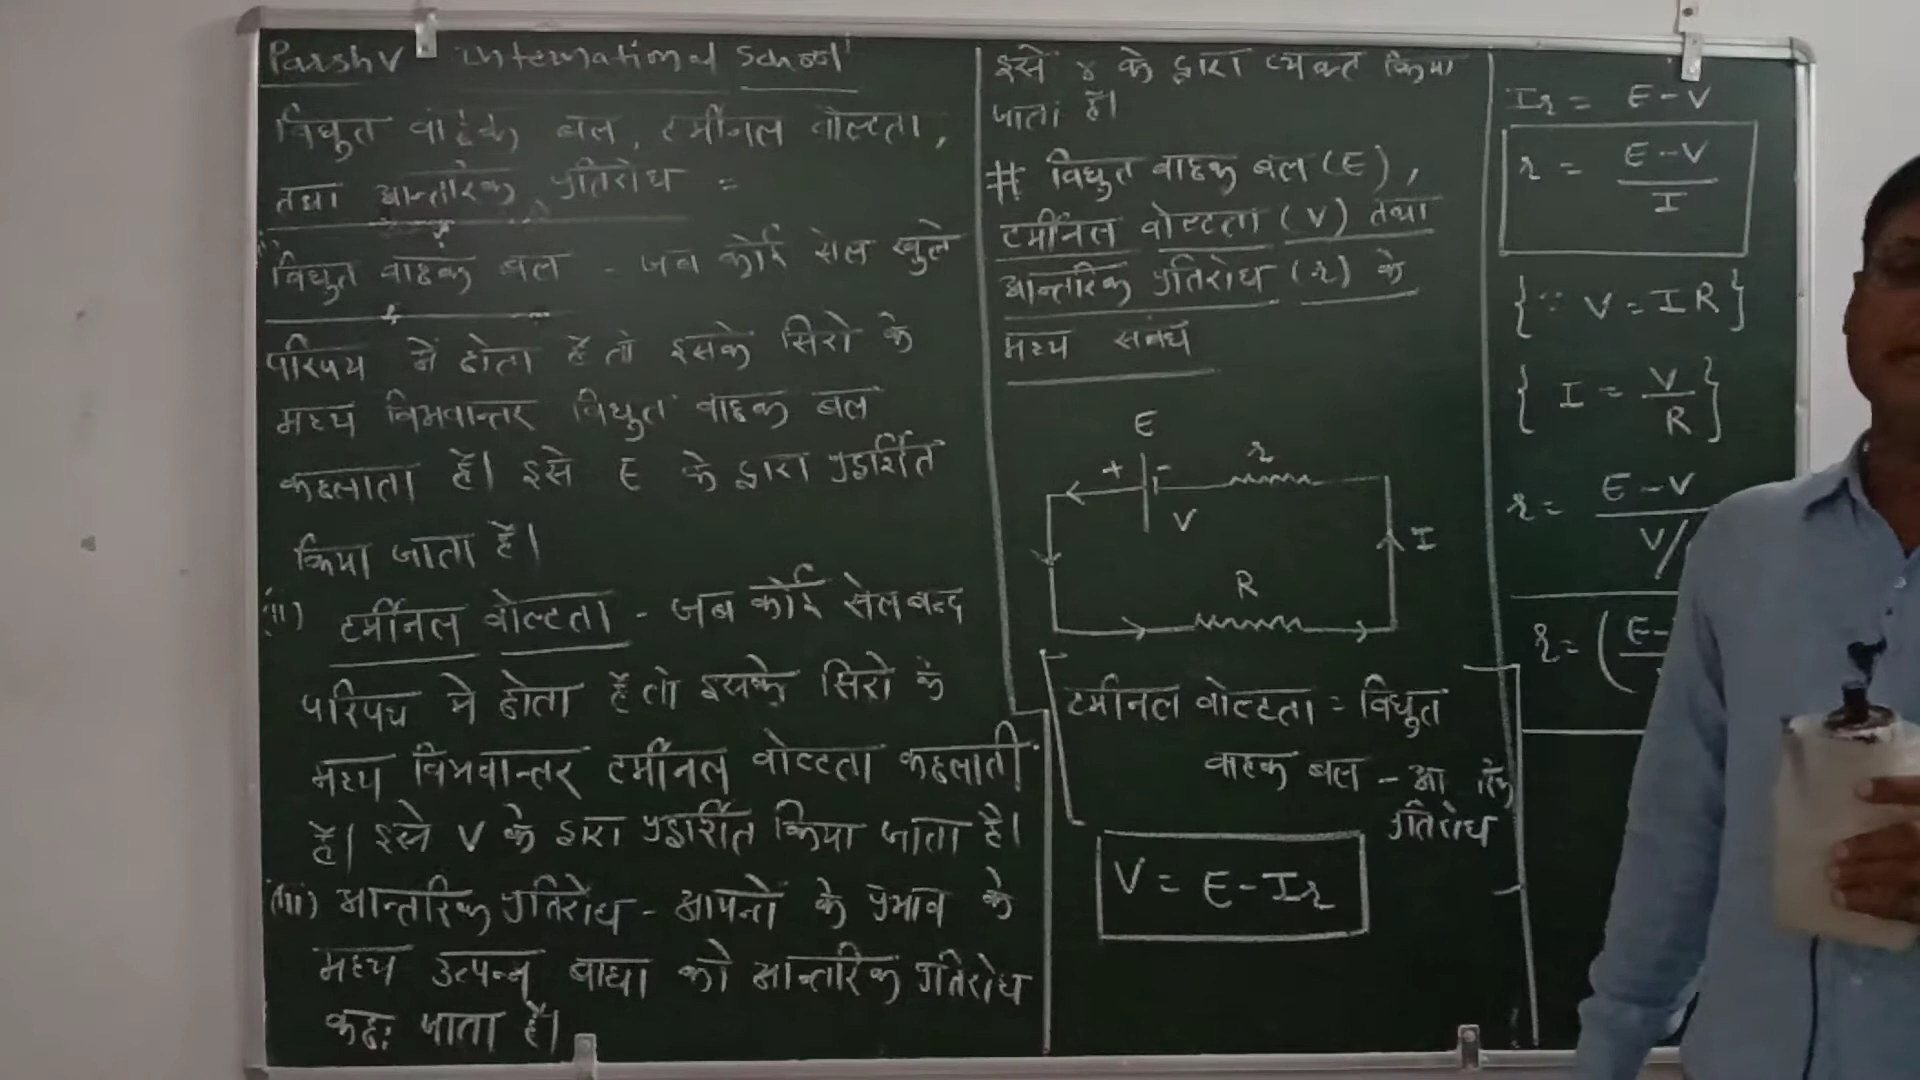 Parshv international School
विघुत वाहक बल, टर्मीनल वोल्टता,
तथा आन्तरिक प्रतिरोध =
विघुत वाहक बल - जब कोई सेल खुले
परिपथ में होता है तो इसके सिरो के
मध्य विभवान्तर विघुत वाहक बल
कहलाता है। इसे E के द्वारा प्रदर्शित
किया जाता है।
(ii) टर्मीनल वोल्टता - जब कोई सेल बन्द
परिपथ मे होता है तो इसके सिरो के
मध्य विभवान्तर टर्मीनल वोल्टता कहलाती
है। इसे V के द्वारा प्रदर्शित किया जाता है।
(iii) आन्तरिक प्रतिरोध - आयनों के प्रभाव के
मध्य उत्पन्न बाधा को आन्तरिक प्रतिरोध
कहा जाता है।
इसे r के द्वारा व्यक्त किया
जाता है।
# विघुत वाहक बल (E),
टर्मीनल वोल्टता (V) तथा
आन्तरिक प्रतिरोध (r) के
मध्य संबंध
E
+ - r
V
I
R
टर्मीनल वोल्टता = विघुत
वाहक बल -
प्रतिरोध
V = E - Ir
Ir = E - V
r = E - V / I
{∵ V = IR}
{I = V / R}
r = E - V / V/
r = (E -